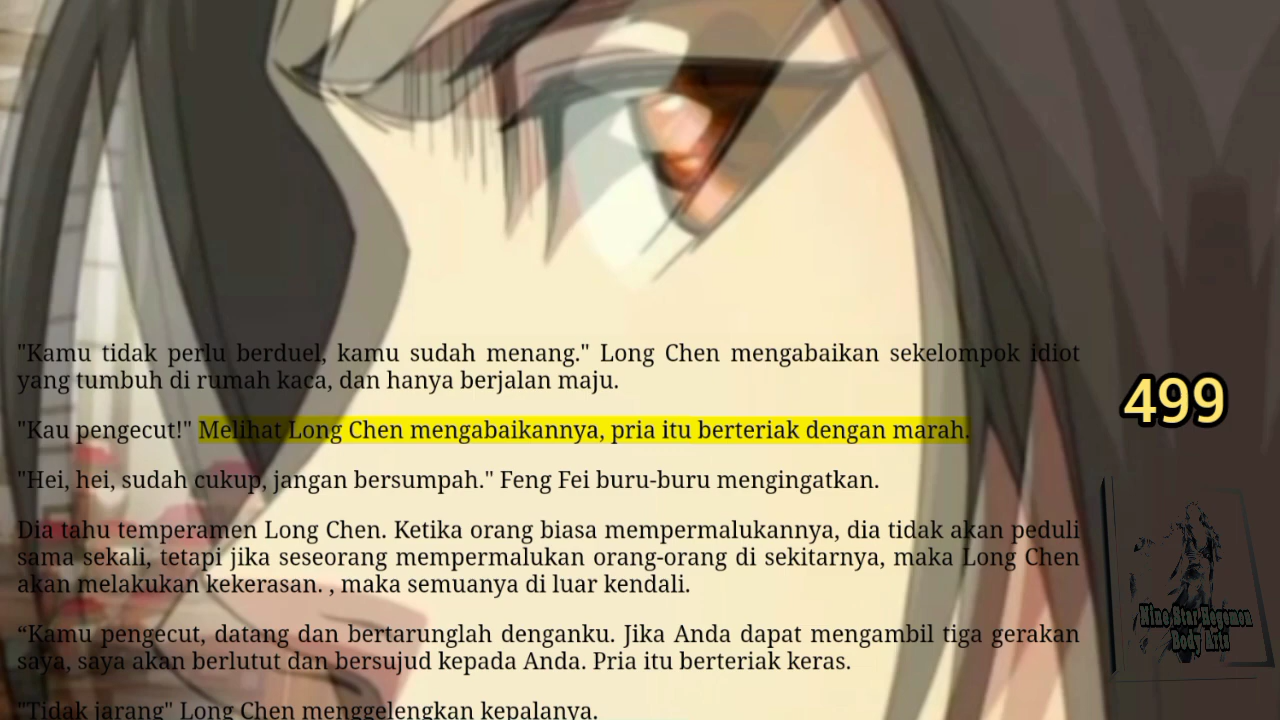 "Kamu tidak perlu berduel, kamu sudah menang." Long Chen mengabaikan sekelompok idiot
yang tumbuh di rumah kaca, dan hanya berjalan maju.
"Kau pengecut!" Melihat Long Chen mengabaikannya, pria itu berteriak dengan marah.
"Hei, hei, sudah cukup, jangan bersumpah." Feng Fei buru-buru mengingatkan.
Dia tahu temperamen Long Chen. Ketika orang biasa mempermalukannya, dia tidak akan peduli
sama sekali, tetapi jika seseorang mempermalukan orang-orang di sekitarnya, maka Long Chen
akan melakukan kekerasan. , maka semuanya di luar kendali.
“Kamu pengecut, datang dan bertarunglah denganku. Jika Anda dapat mengambil tiga gerakan
saya, saya akan berlutut dan bersujud kepada Anda. Pria itu berteriak keras.
"Tidak jarang" Long Chen menggelengkan kepalanya.
499
Nine Star Hegemon
Body Arts